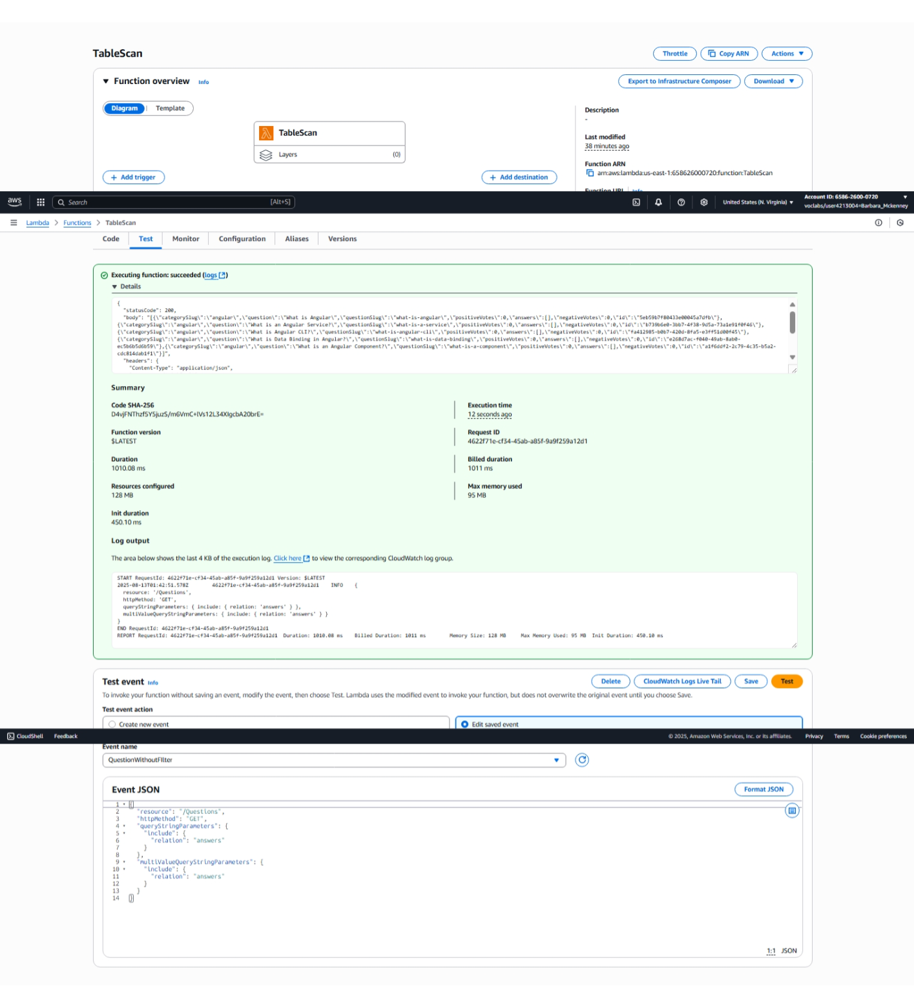 TableScan
Throttle
Copy ARN
Actions
Function overview
Info
Export to Infrastructure Composer
Download
Diagram
Template
TableScan
Layers
(0)
+ Add trigger
+ Add destination
Description
-
Last modified
38 minutes ago
Function ARN
arn:aws:lambda:us-east-1:658626000720:function:TableScan
Function URL
Info
aws
Search
[Alt+S]
United States (N. Virginia)
Account ID: 6586-2600-0720
voclabs/user4213004=Barbara_Mckenney
Lambda > Functions > TableScan
Code
Test
Monitor
Configuration
Aliases
Versions
Executing function: succeeded (logs)
Details
{
"statusCode": 200,
"body": "[{\"categorySlug\":\"angular\",\"question\":\"What is Angular\",\"questionSlug\":\"what-is-angular\",\"positiveVotes\":0,\"answers\":[],\"negativeVotes\":0,\"id\":\"5eb59b7f80433e00045a7dfb\"},
{\"categorySlug\":\"angular\",\"question\":\"What is an Angular Service?\",\"questionSlug\":\"what-is-a-service\",\"positiveVotes\":0,\"answers\":[],\"negativeVotes\":0,\"id\":\"b739b6e0-3bb7-4f38-9d5a-73a1e91f0f46\"},
{\"categorySlug\":\"angular\",\"question\":\"What is Angular CLI?\",\"questionSlug\":\"what-is-angular-cli\",\"positiveVotes\":0,\"answers\":[],\"negativeVotes\":0,\"id\":\"fa412985-b0b7-420d-8fa5-e3ff51d00f45\"},
{\"categorySlug\":\"angular\",\"question\":\"What is Data Binding in Angular?\",\"questionSlug\":\"what-is-data-binding\",\"positiveVotes\":0,\"answers\":[],\"negativeVotes\":0,\"id\":\"e268d7ac-f040-49ab-8ab0-
ec5b6b5d6b59\"},{\"categorySlug\":\"angular\",\"question\":\"What is an Angular Component?\",\"questionSlug\":\"what-is-a-component\",\"positiveVotes\":0,\"answers\":[],\"negativeVotes\":0,\"id\":\"a1f6ddf2-2c79-4c35-b5a2-
cdc814dab1f1\"}]",
"headers": {
"Content-Type": "application/json",
Summary
Code SHA-256
D4vjFNThzf5Y5juzS/m6VmC+lVs12L34XIgcbA20brE=
Execution time
12 seconds ago
Function version
$LATEST
Request ID
4622f71e-cf34-45ab-a85f-9a9f259a12d1
Duration
1010.08 ms
Billed duration
1011 ms
Resources configured
128 MB
Max memory used
95 MB
Init duration
450.10 ms
Log output
The area below shows the last 4 KB of the execution log. Click here to view the corresponding CloudWatch log group.
START RequestId: 4622f71e-cf34-45ab-a85f-9a9f259a12d1 Version: $LATEST
2025-08-13T01:42:51.578Z 4622f71e-cf34-45ab-a85f-9a9f259a12d1 INFO {
resource: '/Questions',
httpMethod: 'GET',
queryStringParameters: { include: { relation: 'answers' } },
multiValueQueryStringParameters: { include: { relation: 'answers' } }
}
END RequestId: 4622f71e-cf34-45ab-a85f-9a9f259a12d1
REPORT RequestId: 4622f71e-cf34-45ab-a85f-9a9f259a12d1 Duration: 1010.08 ms Billed Duration: 1011 ms Memory Size: 128 MB Max Memory Used: 95 MB Init Duration: 450.10 ms
Test event
Info
Delete
CloudWatch Logs Live Tail
Save
Test
To invoke your function without saving an event, modify the event, then choose Test. Lambda uses the modified event to invoke your function, but does not overwrite the original event until you choose Save.
Test event action
Create new event
Edit saved event
CloudShell
Feedback
© 2025, Amazon Web Services, Inc. or its affiliates.
Privacy
Terms
Cookie preferences
Event name
QuestionWithoutFilter
Event JSON
Format JSON
1 {
2 "resource": "/Questions",
3 "httpMethod": "GET",
4 "queryStringParameters": {
5 "include": {
6 "relation": "answers"
7 }
8 },
9 "multiValueQueryStringParameters": {
10 "include": {
11 "relation": "answers"
12 }
13 }
14 }
1:1 JSON